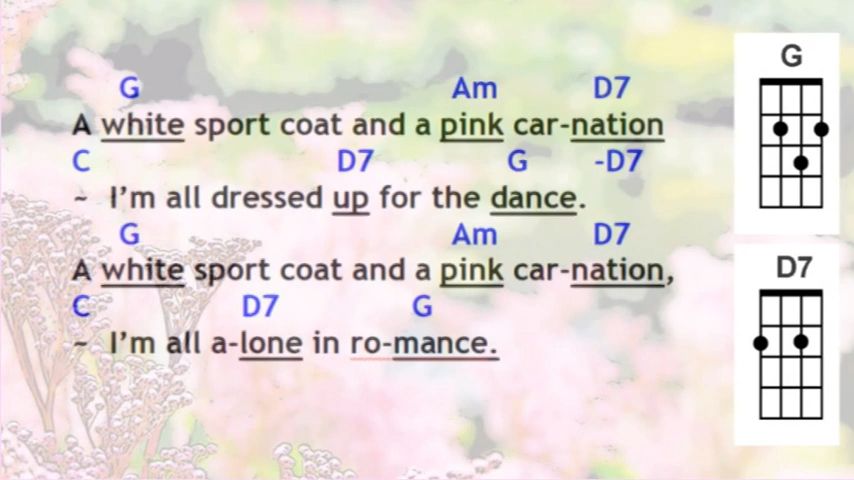 G Am D7
A white sport coat and a pink car-nation
C D7 G -D7
~ I'm all dressed up for the dance.
G Am D7
A white sport coat and a pink car-nation,
C D7 G
~ I'm all a-lone in ro-mance.
G
D7